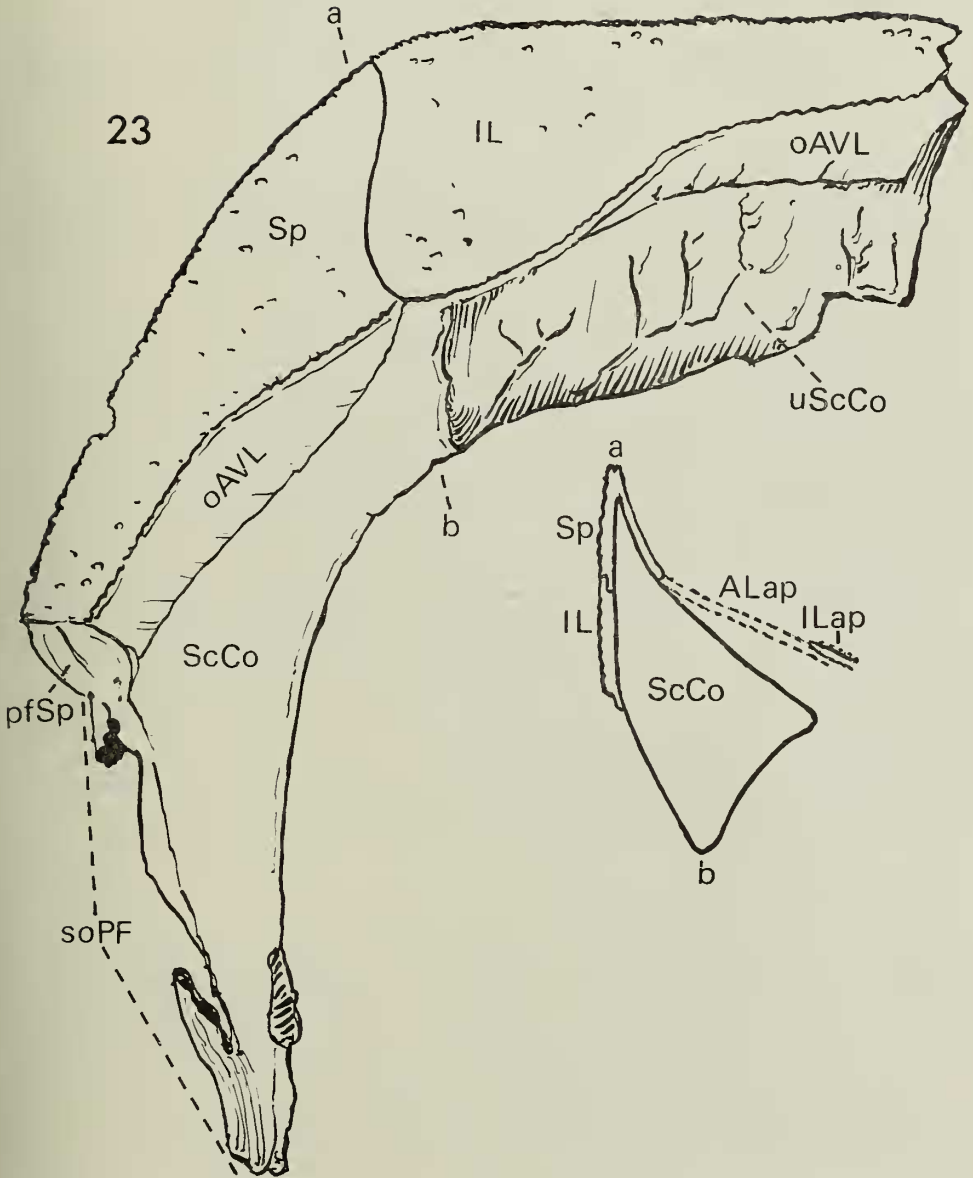 a
23
IL
oAVL
Sp
uScCo
oAVL
b
a
Sp
ALap
ILap
IL
ScCo
ScCo
pfSp
b
soPF